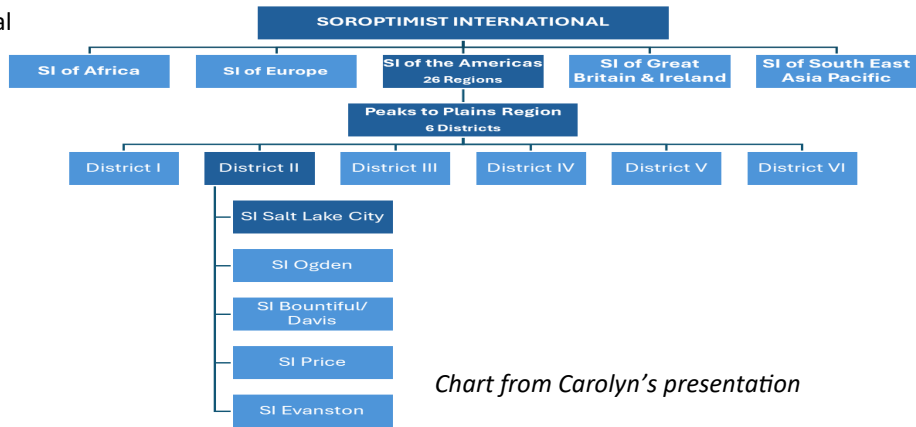 al
SOROPTIMIST INTERNATIONAL
SI of Africa
SI of Europe
SI of the Americas
26 Regions
SI of Great
Britain & Ireland
SI of South East
Asia Pacific
Peaks to Plains Region
6 Districts
District I
District II
District III
District IV
District V
District VI
SI Salt Lake City
SI Ogden
SI Bountiful/
Davis
SI Price
SI Evanston
Chart from Carolyn's presentation